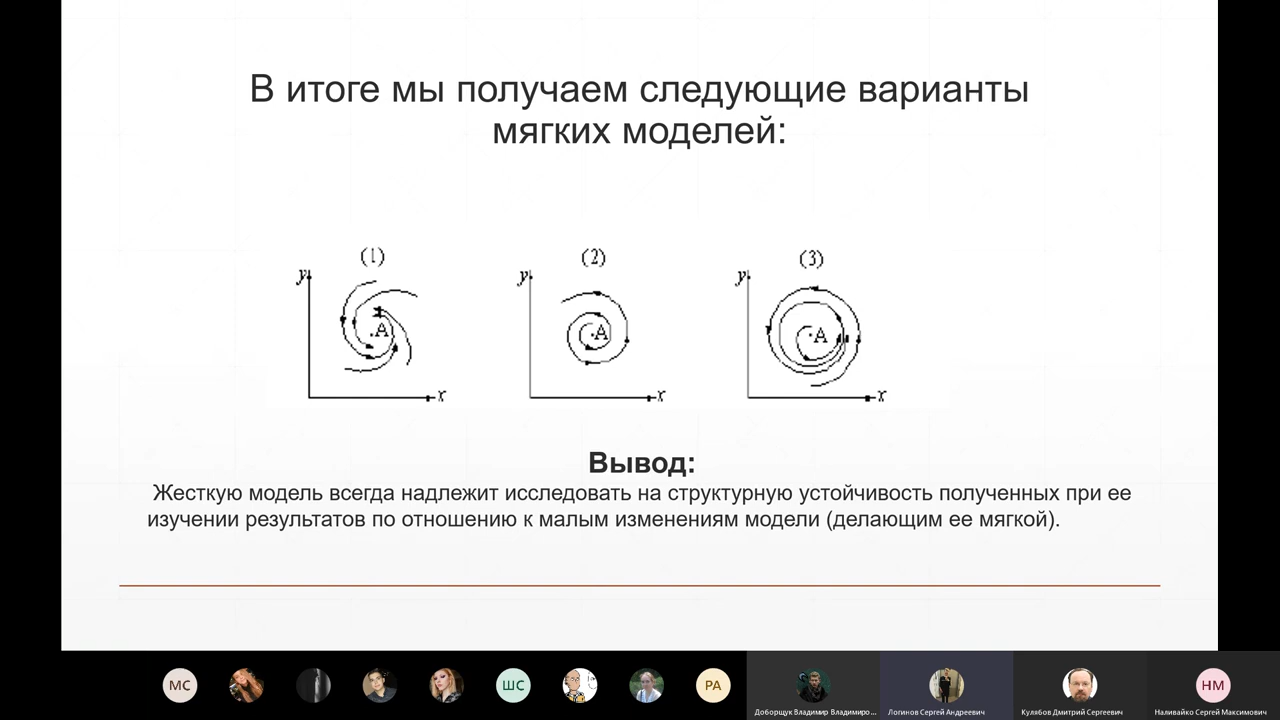 В итоге мы получаем следующие варианты
мягких моделей:
(1)
(2)
(3)
y
A
x
y
A
x
y
A
x
Вывод:
Жесткую модель всегда надлежит исследовать на структурную устойчивость полученных при ее
изучении результатов по отношению к малым изменениям модели (делающим ее мягкой).
МС
ШС
РА
НМ
Доборщук Владимир Владимиро...
Логинов Сергей Андреевич
Кулябов Дмитрий Сергеевич
Наливайко Сергей Максимович